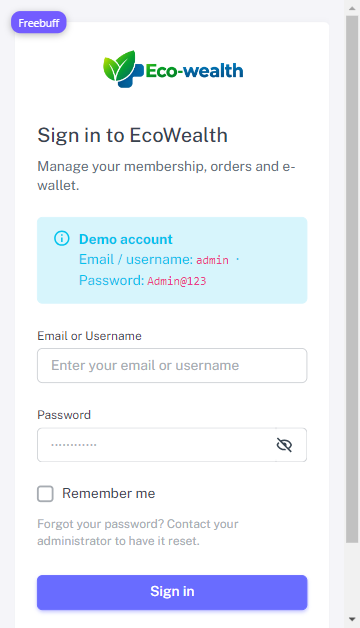 Freebuff
Eco-wealth
Sign in to EcoWealth
Manage your membership, orders and e-
wallet.
Demo account
Email / username: admin ·
Password: Admin@123
Email or Username
Enter your email or username
Password
············
Remember me
Forgot your password? Contact your
administrator to have it reset.
Sign in